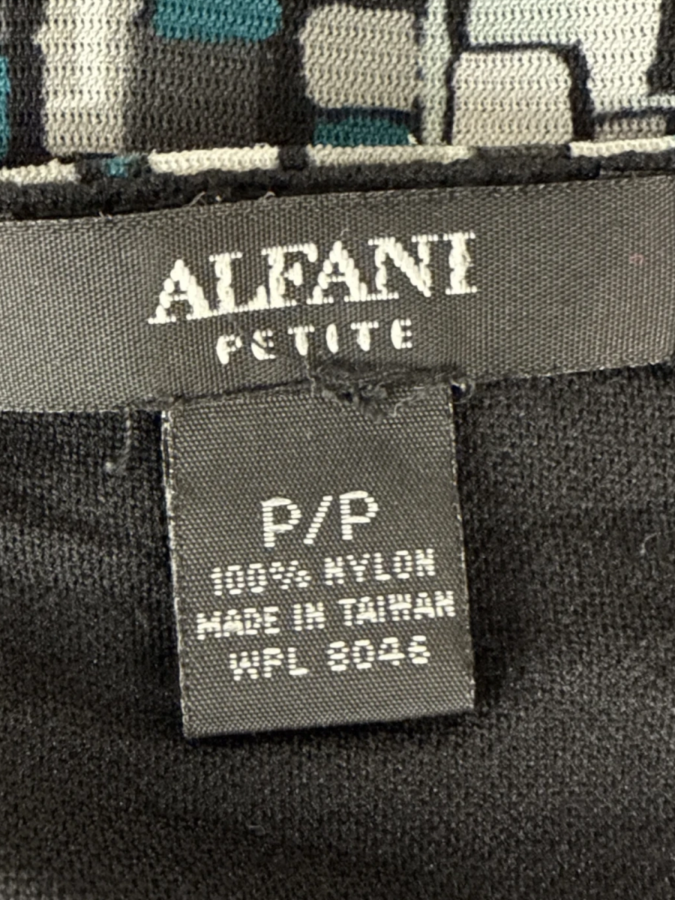 ALFANI
PETITE
P/P
100% NYLON
MADE IN TAIWAN
WPL 8046